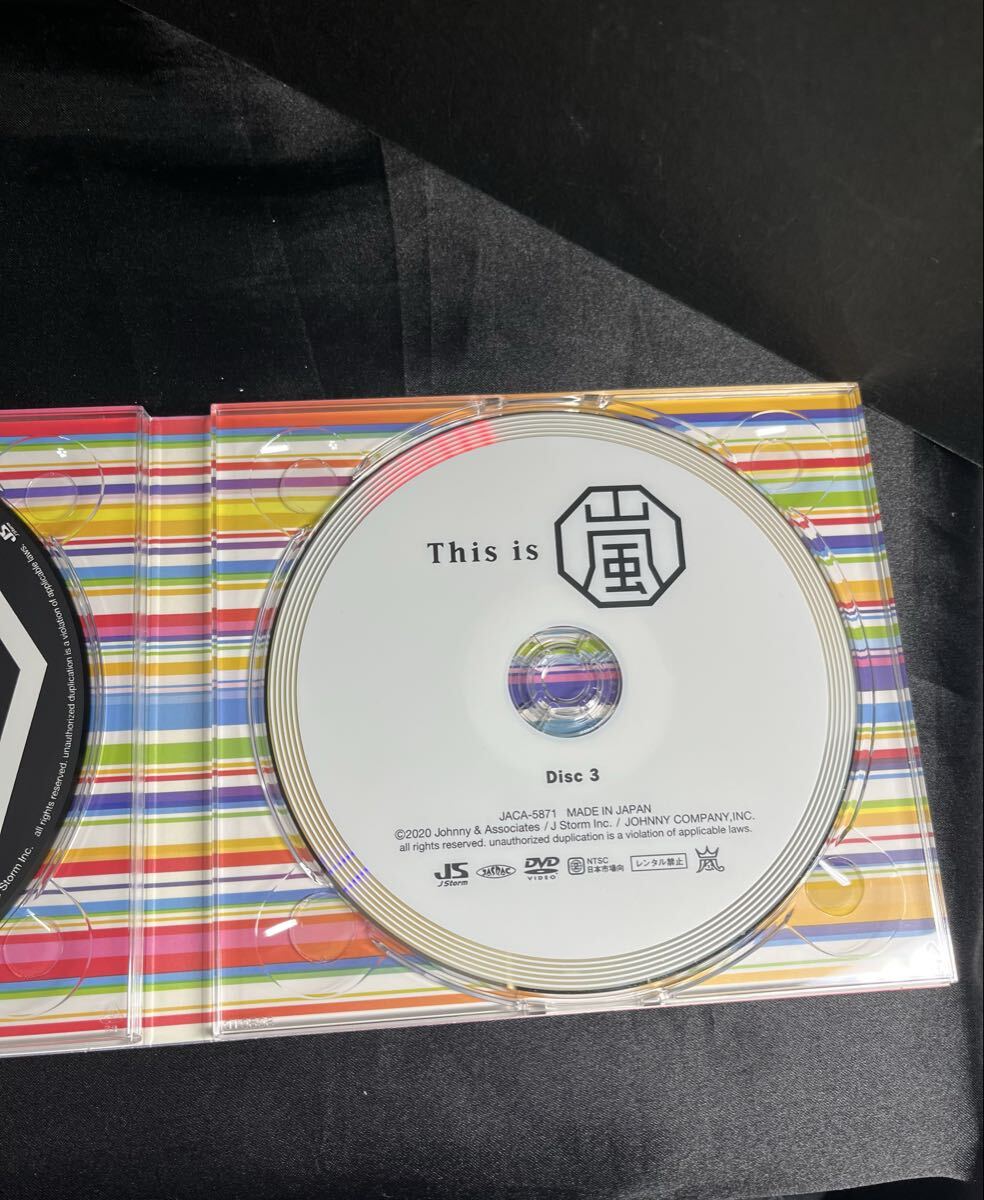 JS
J Storm
all rights reserved. unauthorized duplication is a violation of applicable laws.
Storm Inc.
This is 嵐
Disc 3
JACA-5871 MADE IN JAPAN
©2020 Johnny & Associates / J Storm Inc. / JOHNNY COMPANY,INC.
all rights reserved. unauthorized duplication is a violation of applicable laws.
JS
J Storm
JASRAC
DVD
VIDEO
NTSC
日本市場向
レンタル禁止
嵐